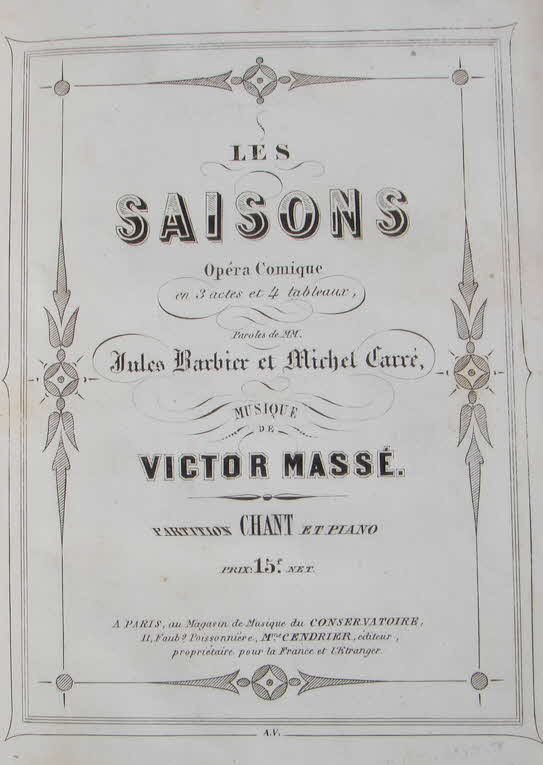 LES
SAISONS
Opéra Comique
en 3 actes et 4 tableaux,
Paroles de MM.
Jules Barbier et Michel Carré,
MUSIQUE
DE
VICTOR MASSÉ.
PARTITION CHANT ET PIANO
PRIX: 15f. NET.
A PARIS, au Magasin de Musique du CONSERVATOIRE,
11, Faubg Poissonnière, Mon CENDRIER, éditeur,
propriétaire pour la France et l'Etranger.
A.V.